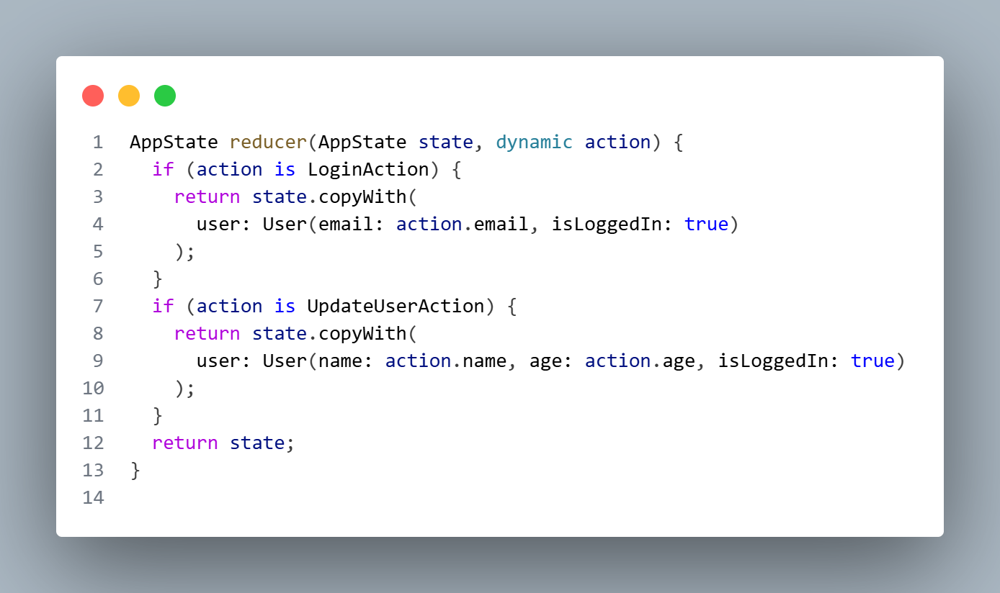 1 AppState reducer(AppState state, dynamic action) {
2   if (action is LoginAction) {
3     return state.copyWith(
4       user: User(email: action.email, isLoggedIn: true)
5     );
6   }
7   if (action is UpdateUserAction) {
8     return state.copyWith(
9       user: User(name: action.name, age: action.age, isLoggedIn: true)
10     );
11   }
12   return state;
13 }
14